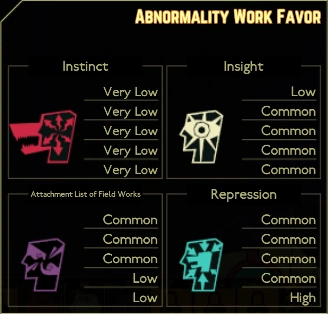 Abnormality Work Favor
Instinct
Very Low
Very Low
Very Low
Very Low
Very Low
Insight
Low
Common
Common
Common
Common
Attachment List of Field Works
Common
Common
Common
Low
Low
Repression
Common
Common
Common
Common
High